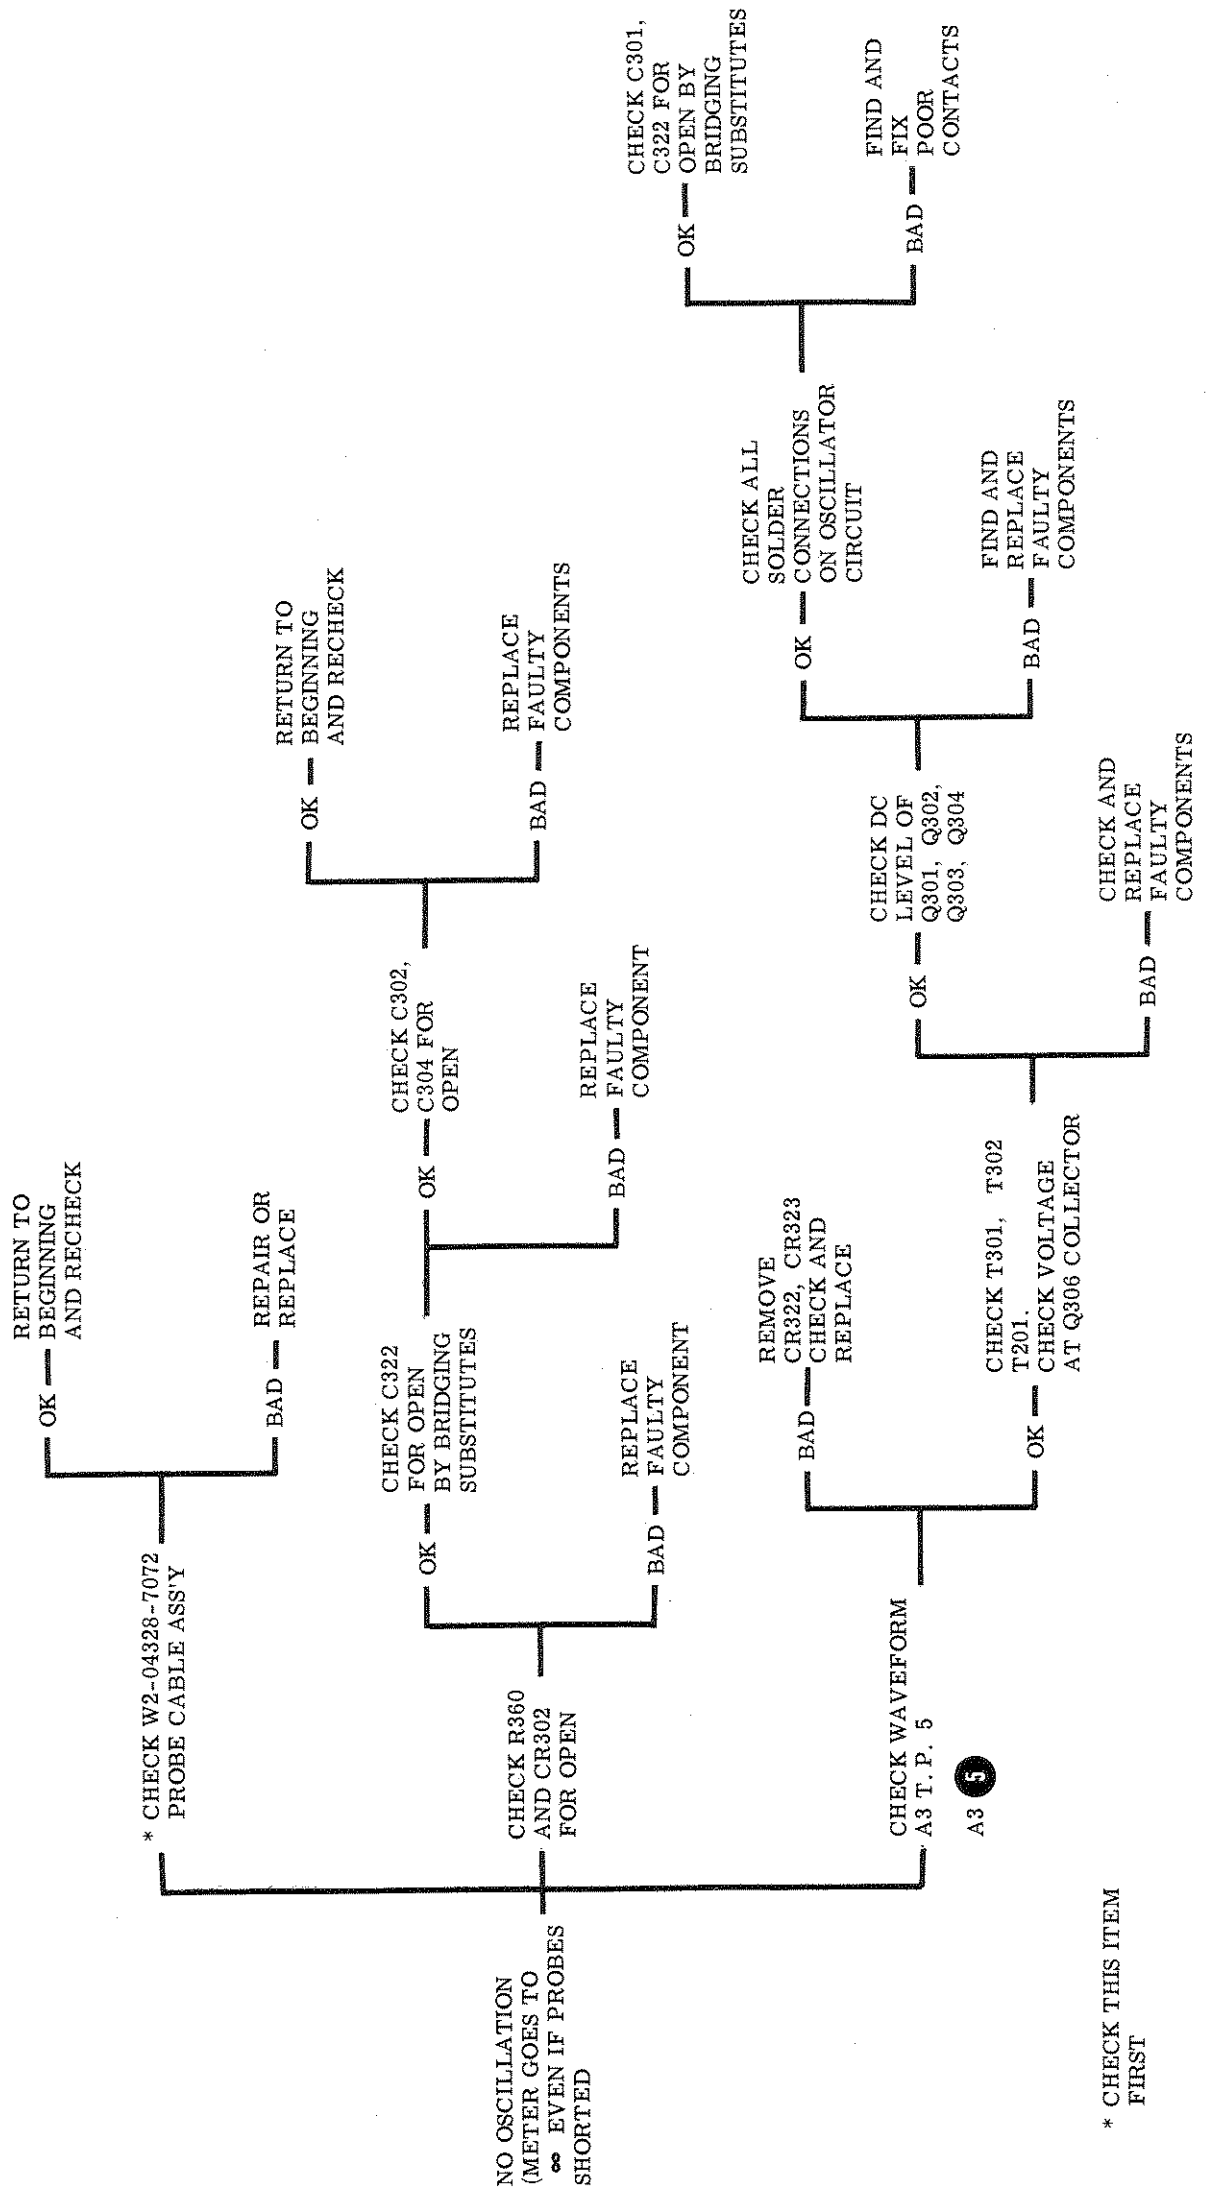 NO OSCILLATION
(METER GOES TO
∞ EVEN IF PROBES
SHORTED
* CHECK W2-04328-7072
PROBE CABLE ASS'Y
OK
RETURN TO
BEGINNING
AND RECHECK
BAD
REPAIR OR
REPLACE
CHECK R360
AND CR302
FOR OPEN
OK
CHECK C322
FOR OPEN
BY BRIDGING
SUBSTITUTES
OK
CHECK C302,
C304 FOR
OPEN
OK
RETURN TO
BEGINNING
AND RECHECK
BAD
REPLACE
FAULTY
COMPONENTS
BAD
REPLACE
FAULTY
COMPONENT
BAD
REPLACE
FAULTY
COMPONENT
CHECK WAVEFORM
A3 T. P. 5
A3 5
BAD
REMOVE
CR322, CR323
CHECK AND
REPLACE
OK
CHECK T301, T302
T201.
CHECK VOLTAGE
AT Q306 COLLECTOR
OK
CHECK DC
LEVEL OF
Q301, Q302,
Q303, Q304
OK
CHECK ALL
SOLDER
CONNECTIONS
ON OSCILLATOR
CIRCUIT
OK
CHECK C301,
C322 FOR
OPEN BY
BRIDGING
SUBSTITUTES
BAD
FIND AND
FIX
POOR
CONTACTS
BAD
FIND AND
REPLACE
FAULTY
COMPONENTS
BAD
CHECK AND
REPLACE
FAULTY
COMPONENTS
* CHECK THIS ITEM
FIRST